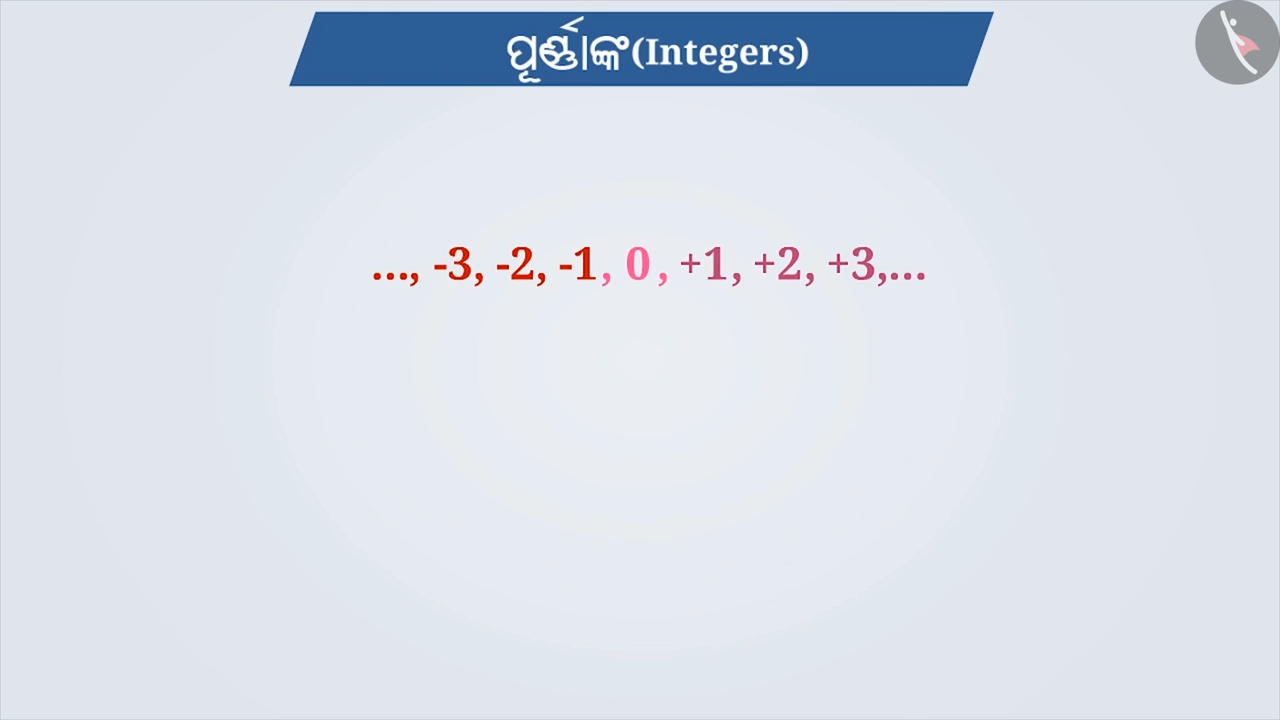 ପୂର୍ଣ୍ଣାଙ୍କ(Integers)
..., -3, -2, -1, 0, +1, +2, +3,...